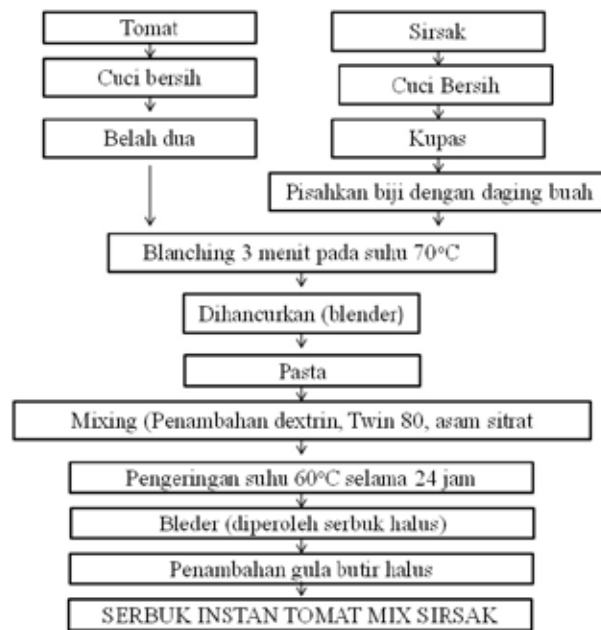 Tomat
Cuci bersih
Belah dua
Sirsak
Cuci Bersih
Kupas
Pisahkan biji dengan daging buah
Blanching 3 menit pada suhu 70°C
Dihancurkan (blender)
Pasta
Mixing (Penambahan dextrin, Twin 80, asam sitrat
Pengeringan suhu 60°C selama 24 jam
Bleder (diperoleh serbuk halus)
Penambahan gula butir halus
SERBUK INSTAN TOMAT MIX SIRSAK